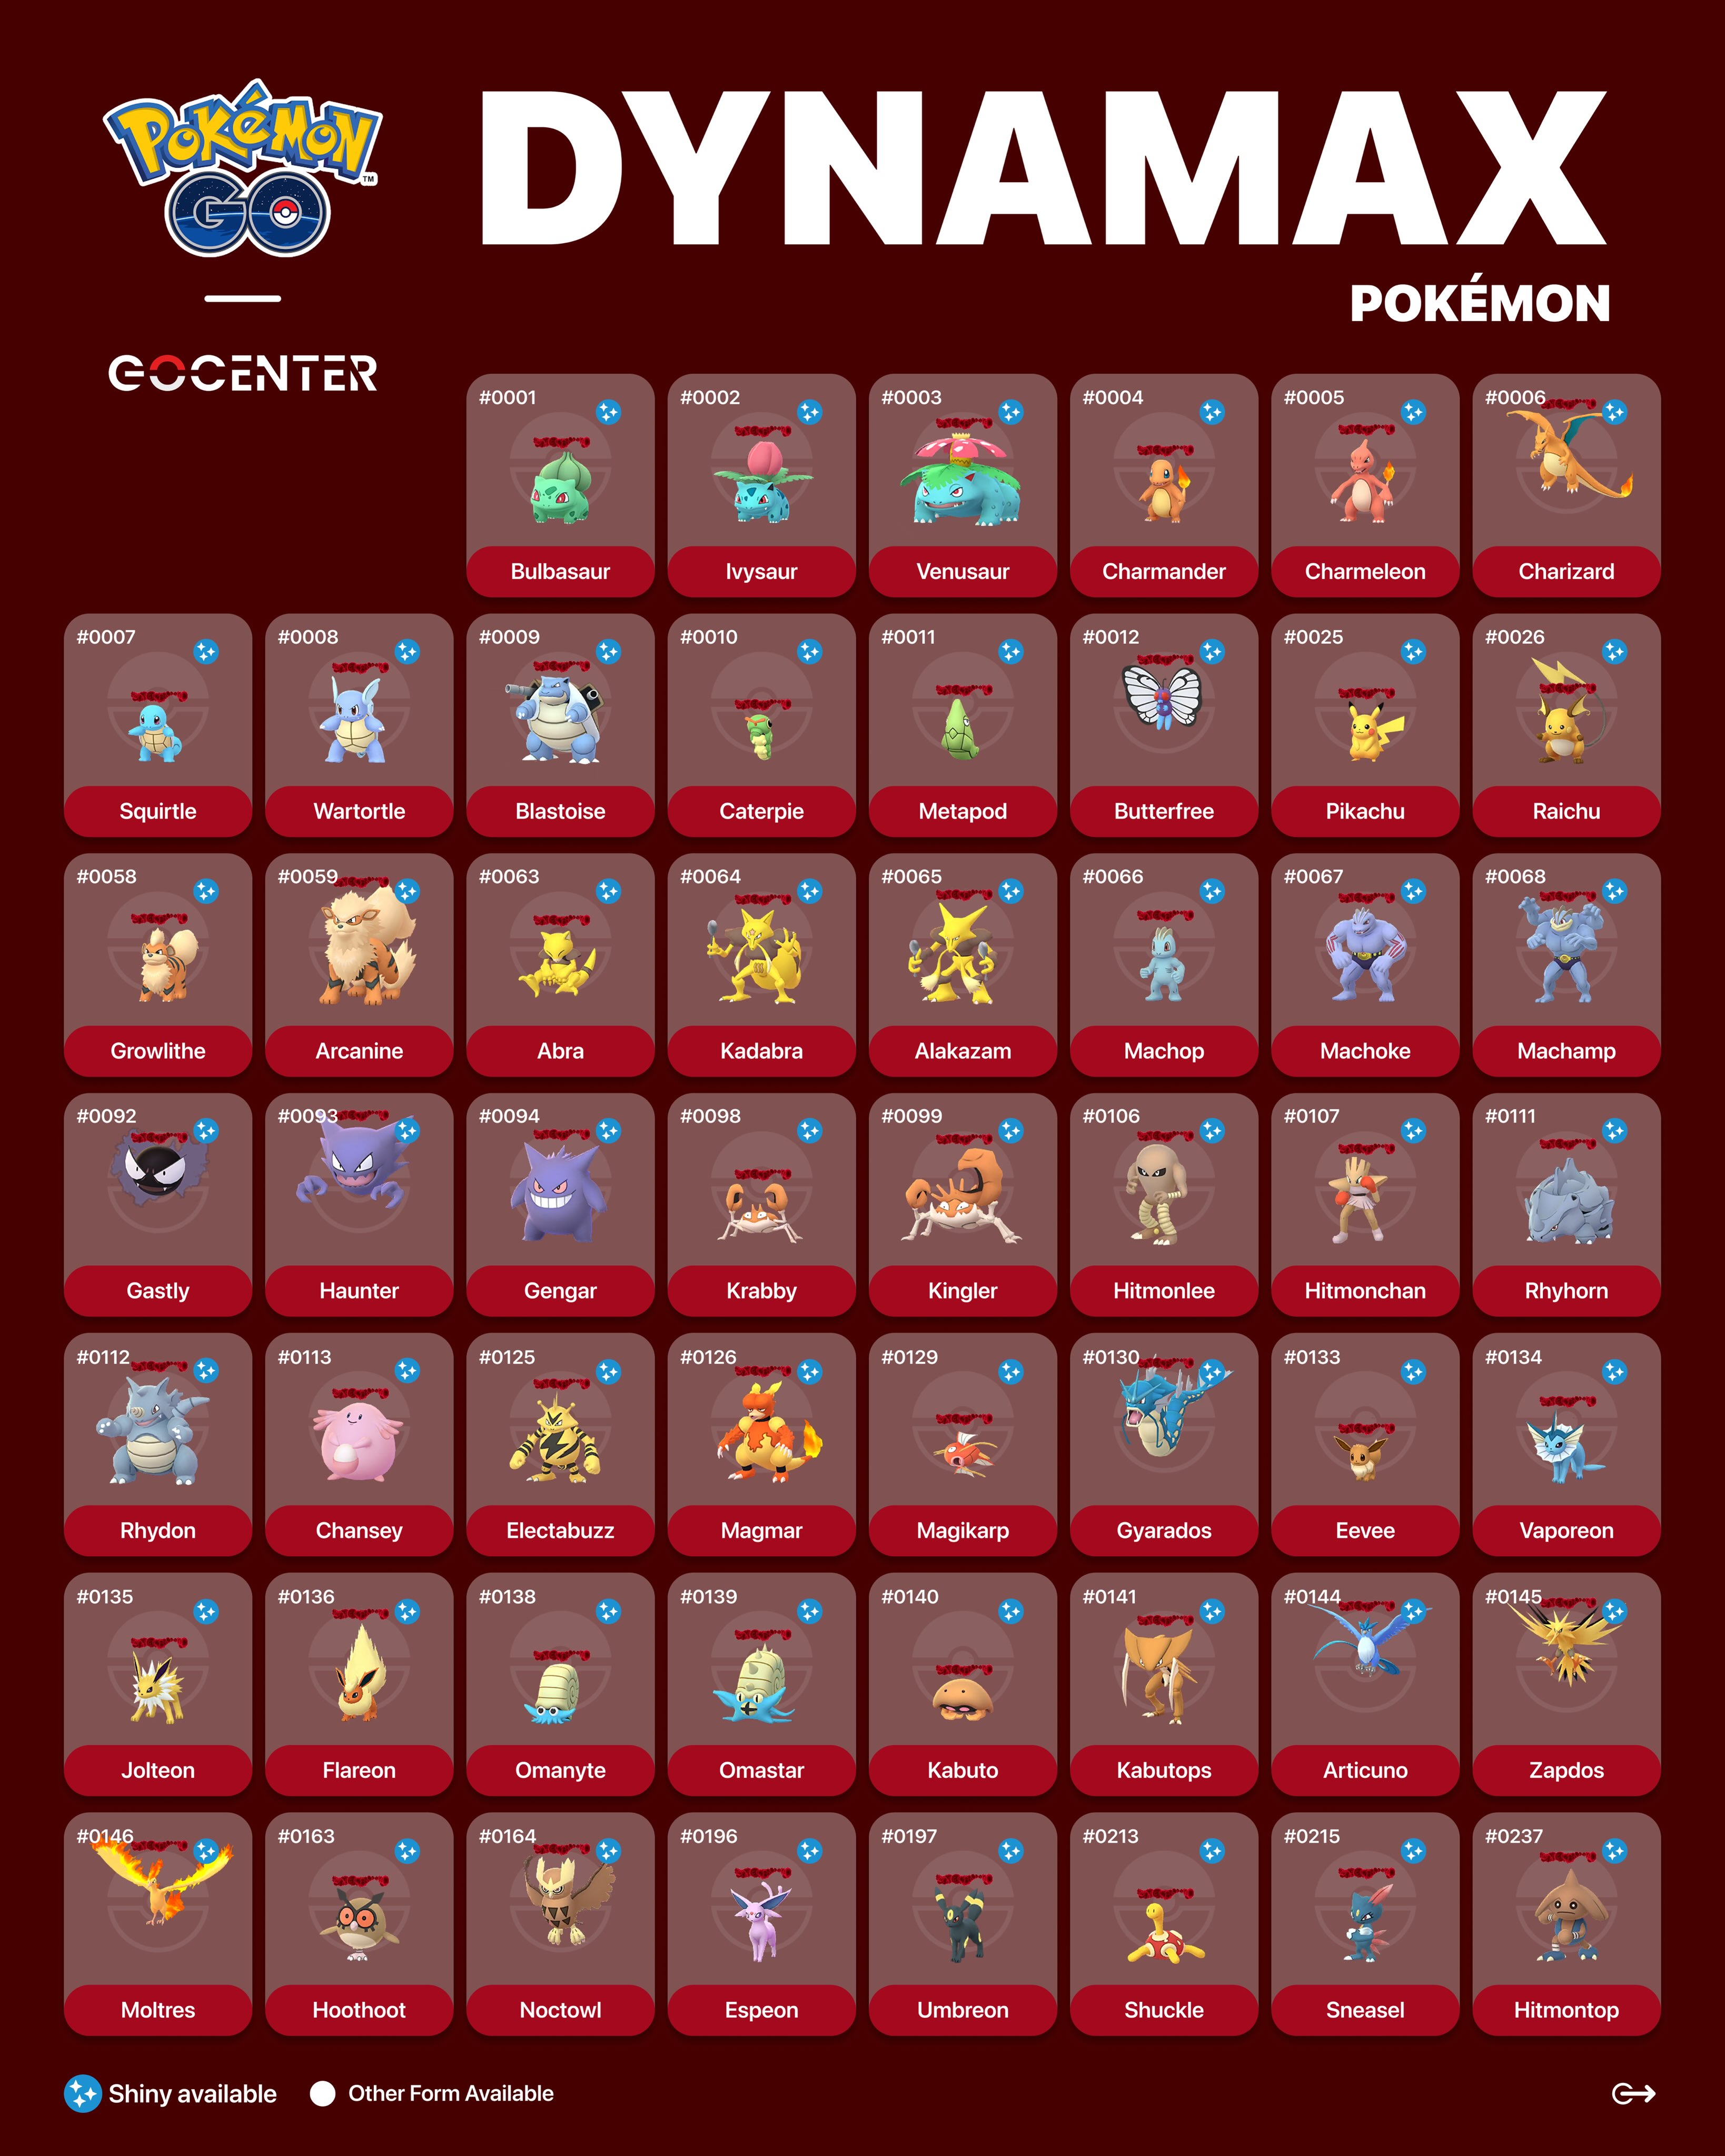 POKéMON
TM
GO
DYNAMAX
POKÉMON
GOCENTER
#0001 #0002 #0003 #0004 #0005 #0006
Bulbasaur Ivysaur Venusaur Charmander Charmeleon Charizard
#0007 #0008 #0009 #0010 #0011 #0012 #0025 #0026
Squirtle Wartortle Blastoise Caterpie Metapod Butterfree Pikachu Raichu
#0058 #0059 #0063 #0064 #0065 #0066 #0067 #0068
Growlithe Arcanine Abra Kadabra Alakazam Machop Machoke Machamp
#0092 #0093 #0094 #0098 #0099 #0106 #0107 #0111
Gastly Haunter Gengar Krabby Kingler Hitmonlee Hitmonchan Rhyhorn
#0112 #0113 #0125 #0126 #0129 #0130 #0133 #0134
Rhydon Chansey Electabuzz Magmar Magikarp Gyarados Eevee Vaporeon
#0135 #0136 #0138 #0139 #0140 #0141 #0144 #0145
Jolteon Flareon Omanyte Omastar Kabuto Kabutops Articuno Zapdos
#0146 #0163 #0164 #0196 #0197 #0213 #0215 #0237
Moltres Hoothoot Noctowl Espeon Umbreon Shuckle Sneasel Hitmontop
Shiny available Other Form Available